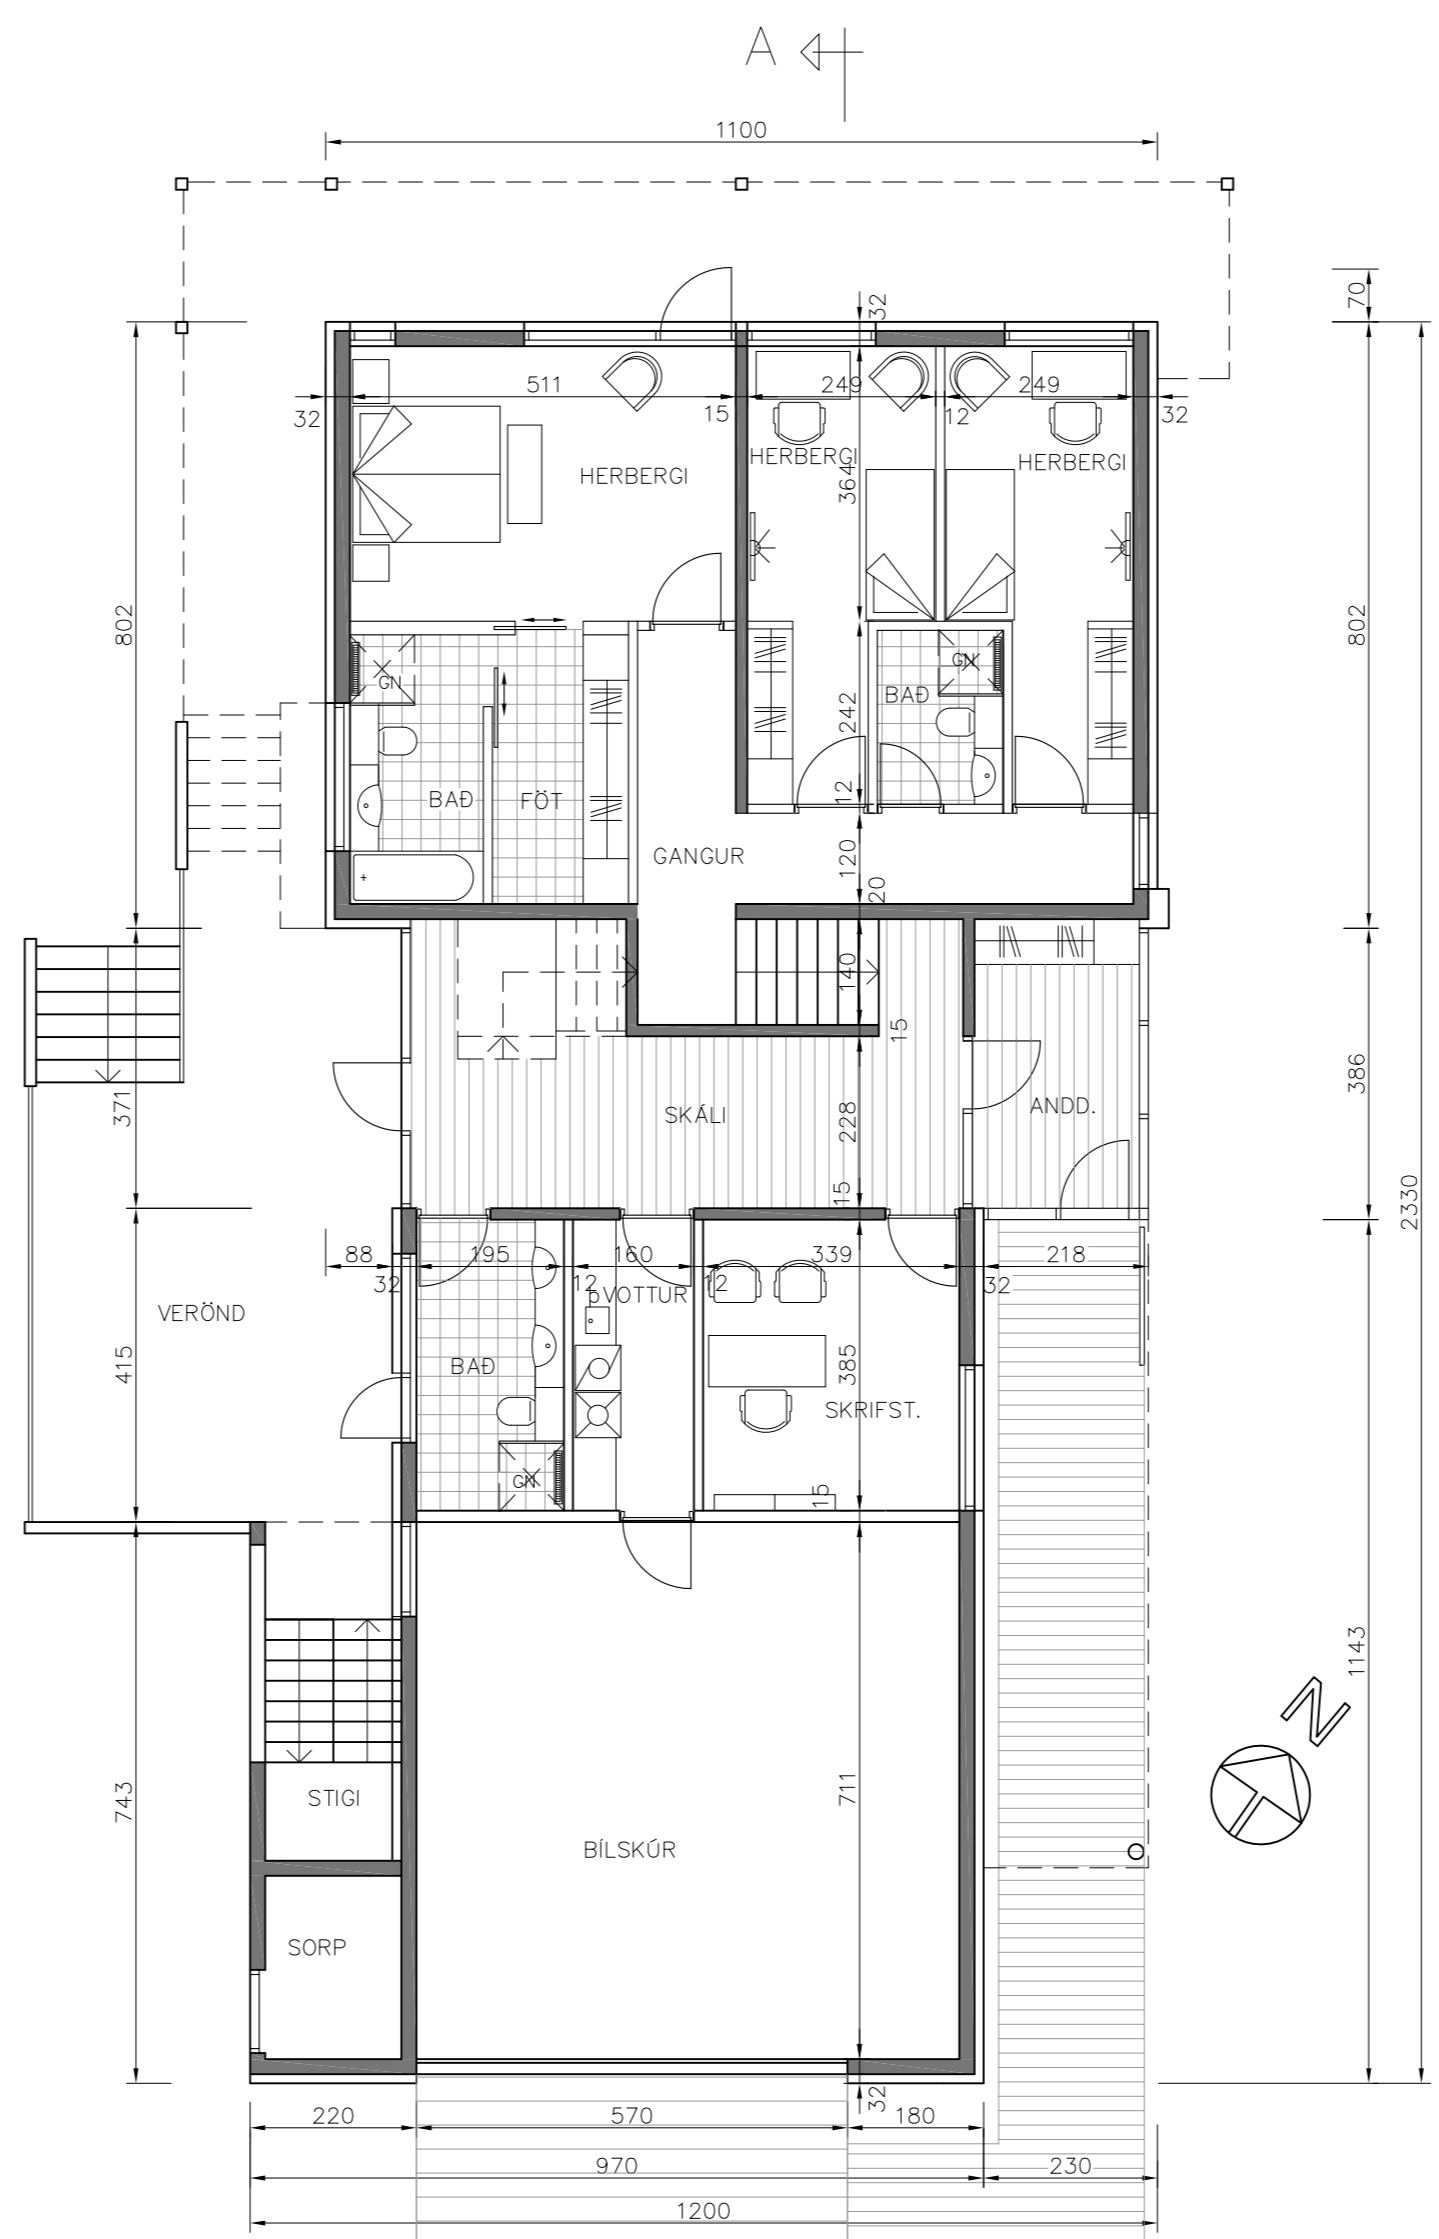 A
1100
70
32
511
249
249
32
15
12
32
HERBERGI
HERBERGI
HERBERGI
364
802
802
GN
GN
BAÐ
242
BAÐ
FÖT
12
GANGUR
120
20
140
15
371
SKÁLI
228
ANDD.
386
15
2330
88
195
160
339
218
32
12
12
32
ÞVOTTUR
VERÖND
415
BAÐ
385
SKRIFST.
GN
15
1143
N
743
STIGI
711
BÍLSKÚR
SORP
32
220
570
180
970
230
1200